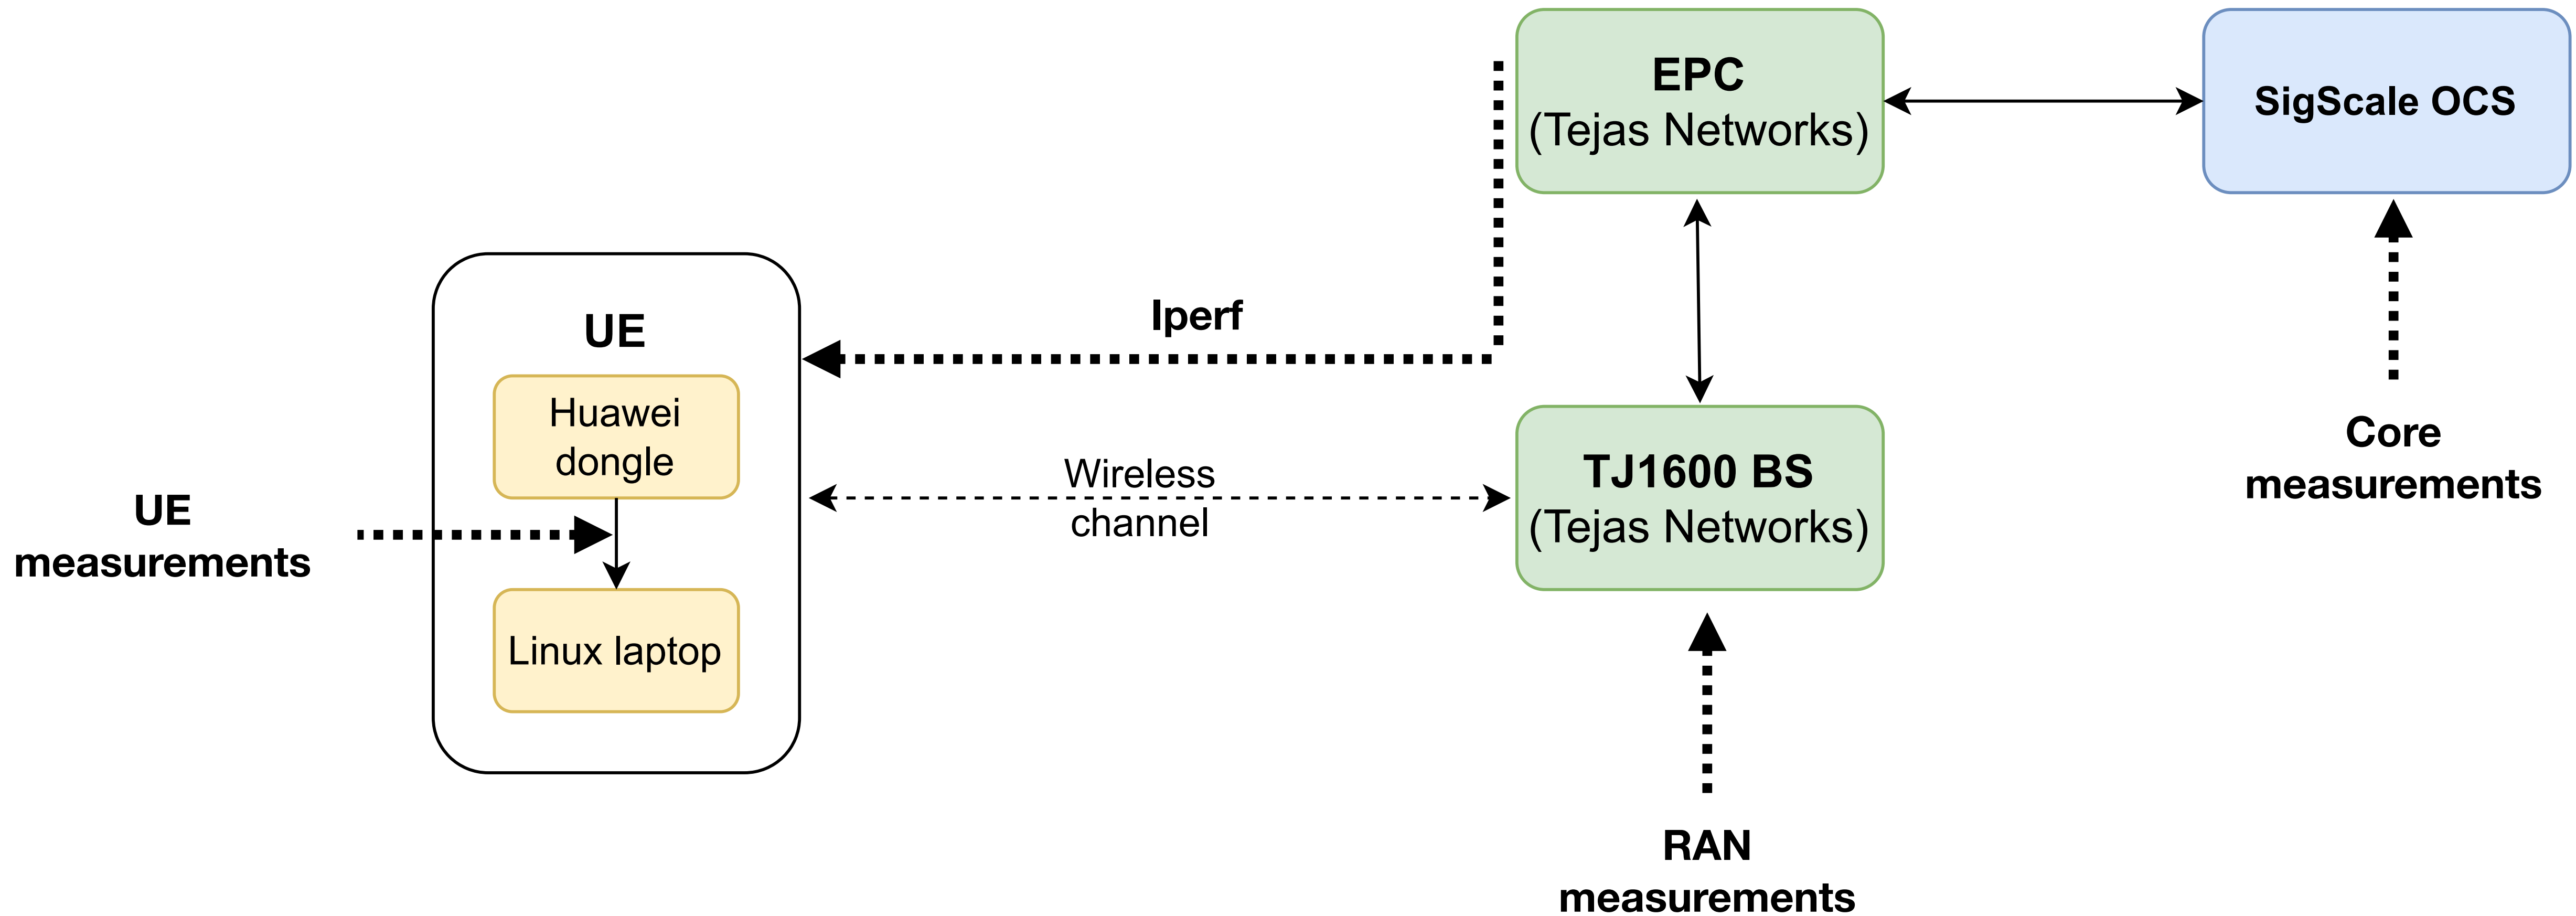 EPC
(Tejas Networks)
SigScale OCS
Iperf
UE
Huawei
dongle
Linux laptop
UE
measurements
Wireless
channel
TJ1600 BS
(Tejas Networks)
Core
measurements
RAN
measurements